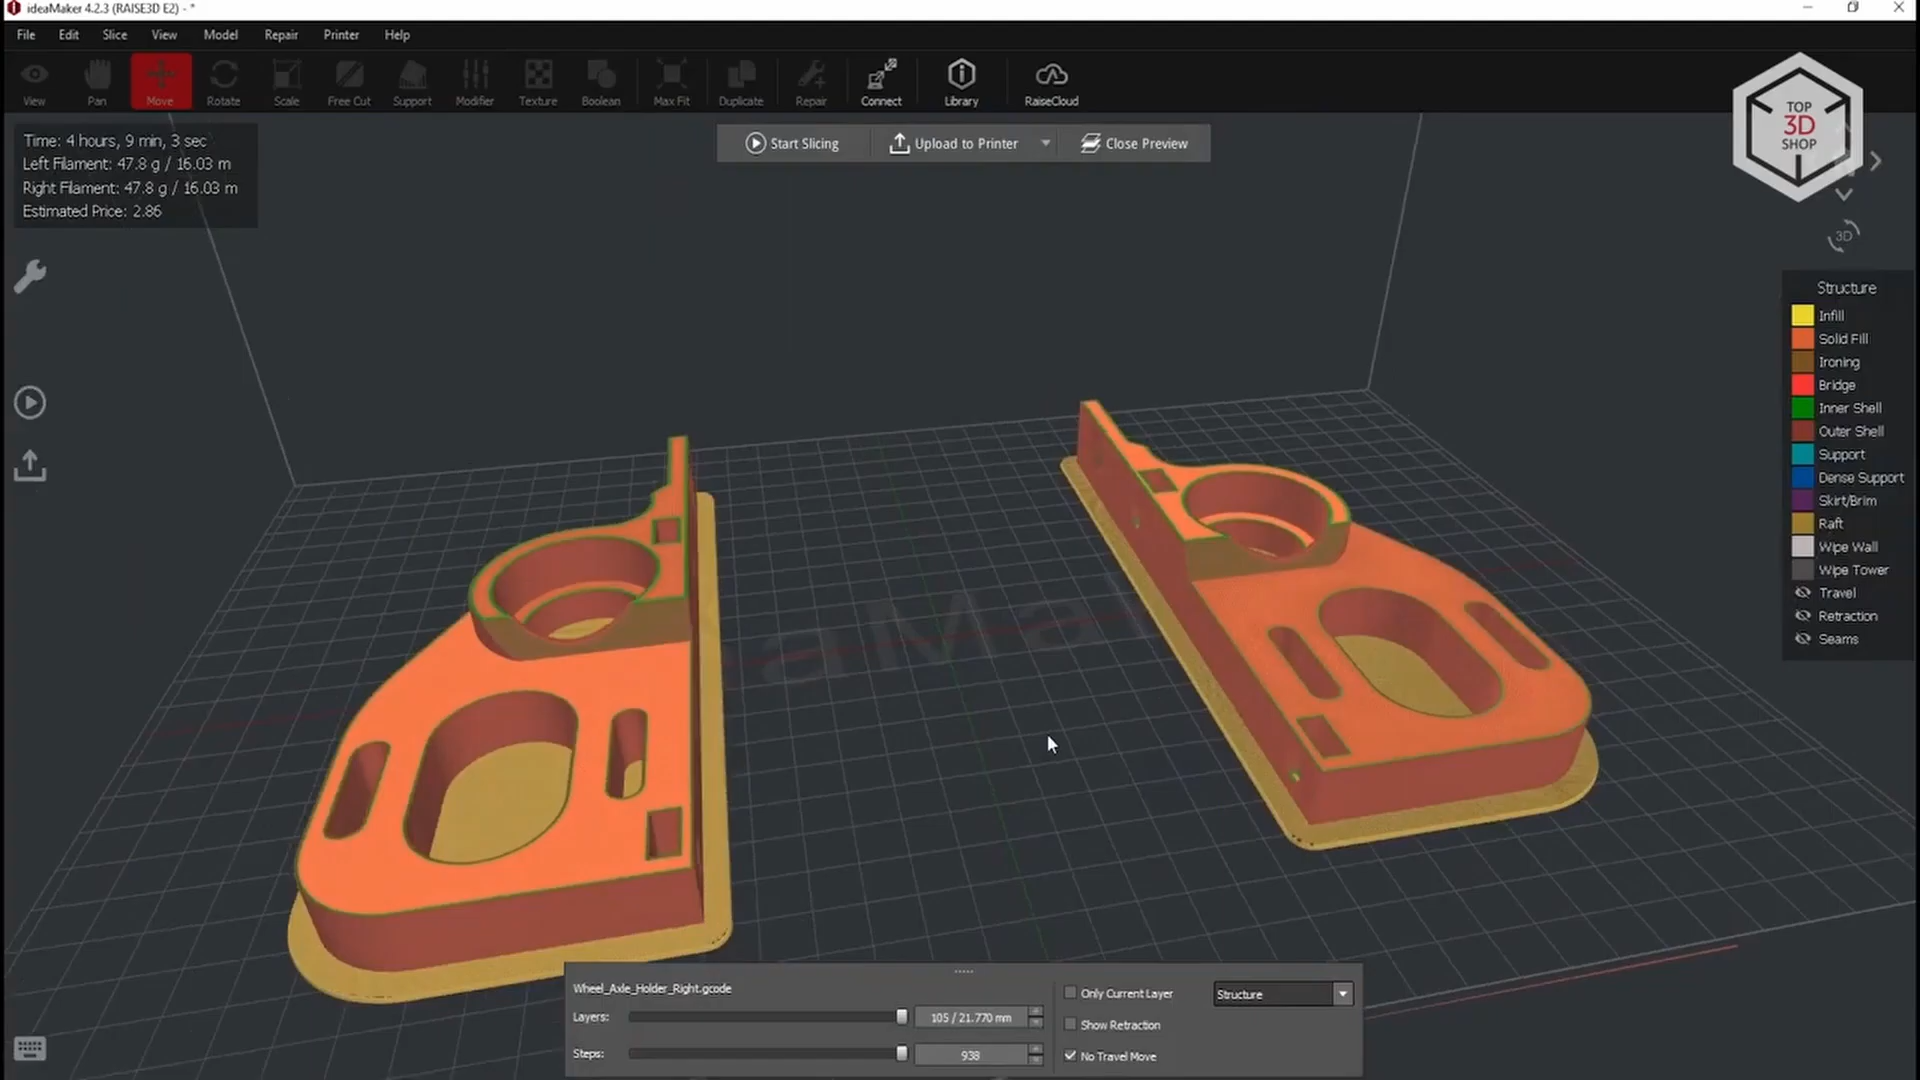 ideaMaker 4.2.3 (RAISE3D E2) - *
File Edit Slice View Model Repair Printer Help
View Pan Move Rotate Scale Free Cut Support Modifier Texture Boolean Max Fit Duplicate Repair Connect Library RaiseCloud
TOP
3D
SHOP
Time: 4 hours, 9 min, 3 sec
Left Filament: 47.8 g / 16.03 m
Right Filament: 47.8 g / 16.03 m
Estimated Price: 2.86
Start Slicing Upload to Printer Close Preview
3D
Structure
Infill
Solid Fill
Ironing
Bridge
Inner Shell
Outer Shell
Support
Dense Support
Skirt/Brim
Raft
Wipe Wall
Wipe Tower
Travel
Retraction
Seams
eaMa
Wheel_Axle_Holder_Right.gcode
Layers: 105 / 21.770 mm
Steps: 938
Only Current Layer Structure
Show Retraction
No Travel Move